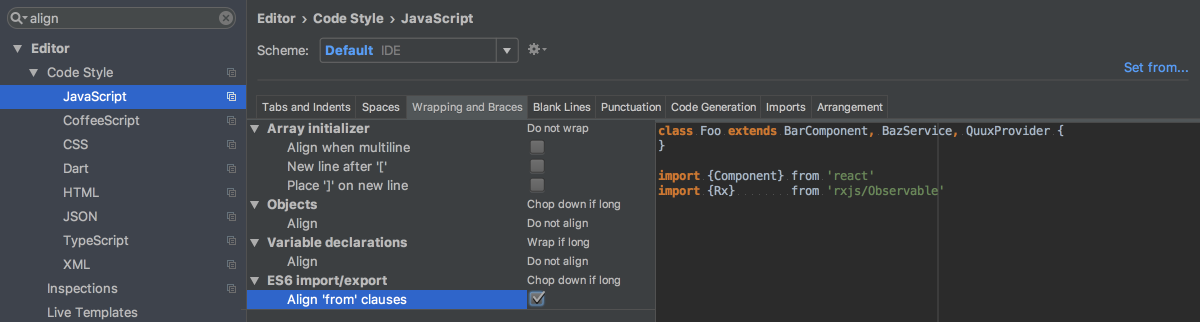 align
Editor
Code Style
JavaScript
CoffeeScript
CSS
Dart
HTML
JSON
TypeScript
XML
Inspections
Live Templates
Editor › Code Style › JavaScript
Scheme: Default IDE
Set from...
Tabs and Indents Spaces Wrapping and Braces Blank Lines Punctuation Code Generation Imports Arrangement
Array initializer Do not wrap
Align when multiline
New line after '['
Place ']' on new line
Objects Chop down if long
Align Do not align
Variable declarations Wrap if long
Align Do not align
ES6 import/export Chop down if long
Align 'from' clauses
class Foo extends BarComponent, BazService, QuuxProvider {
}
import {Component} from 'react'
import {Rx}        from 'rxjs/Observable'